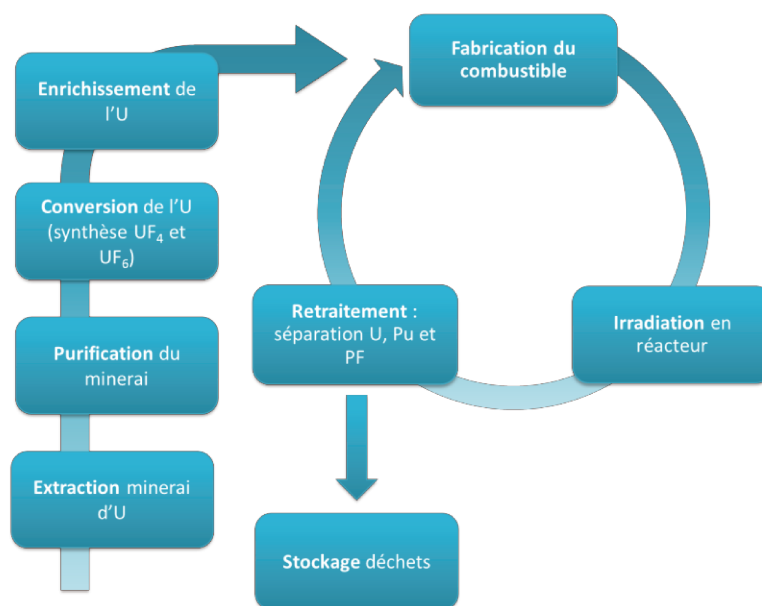 Enrichissement de
l'U
Conversion de l'U
(synthèse UF₄ et
UF₆)
Purification du
minerai
Extraction minerai
d'U
Fabrication du
combustible
Irradiation en
réacteur
Retraitement :
séparation U, Pu et
PF
Stockage déchets